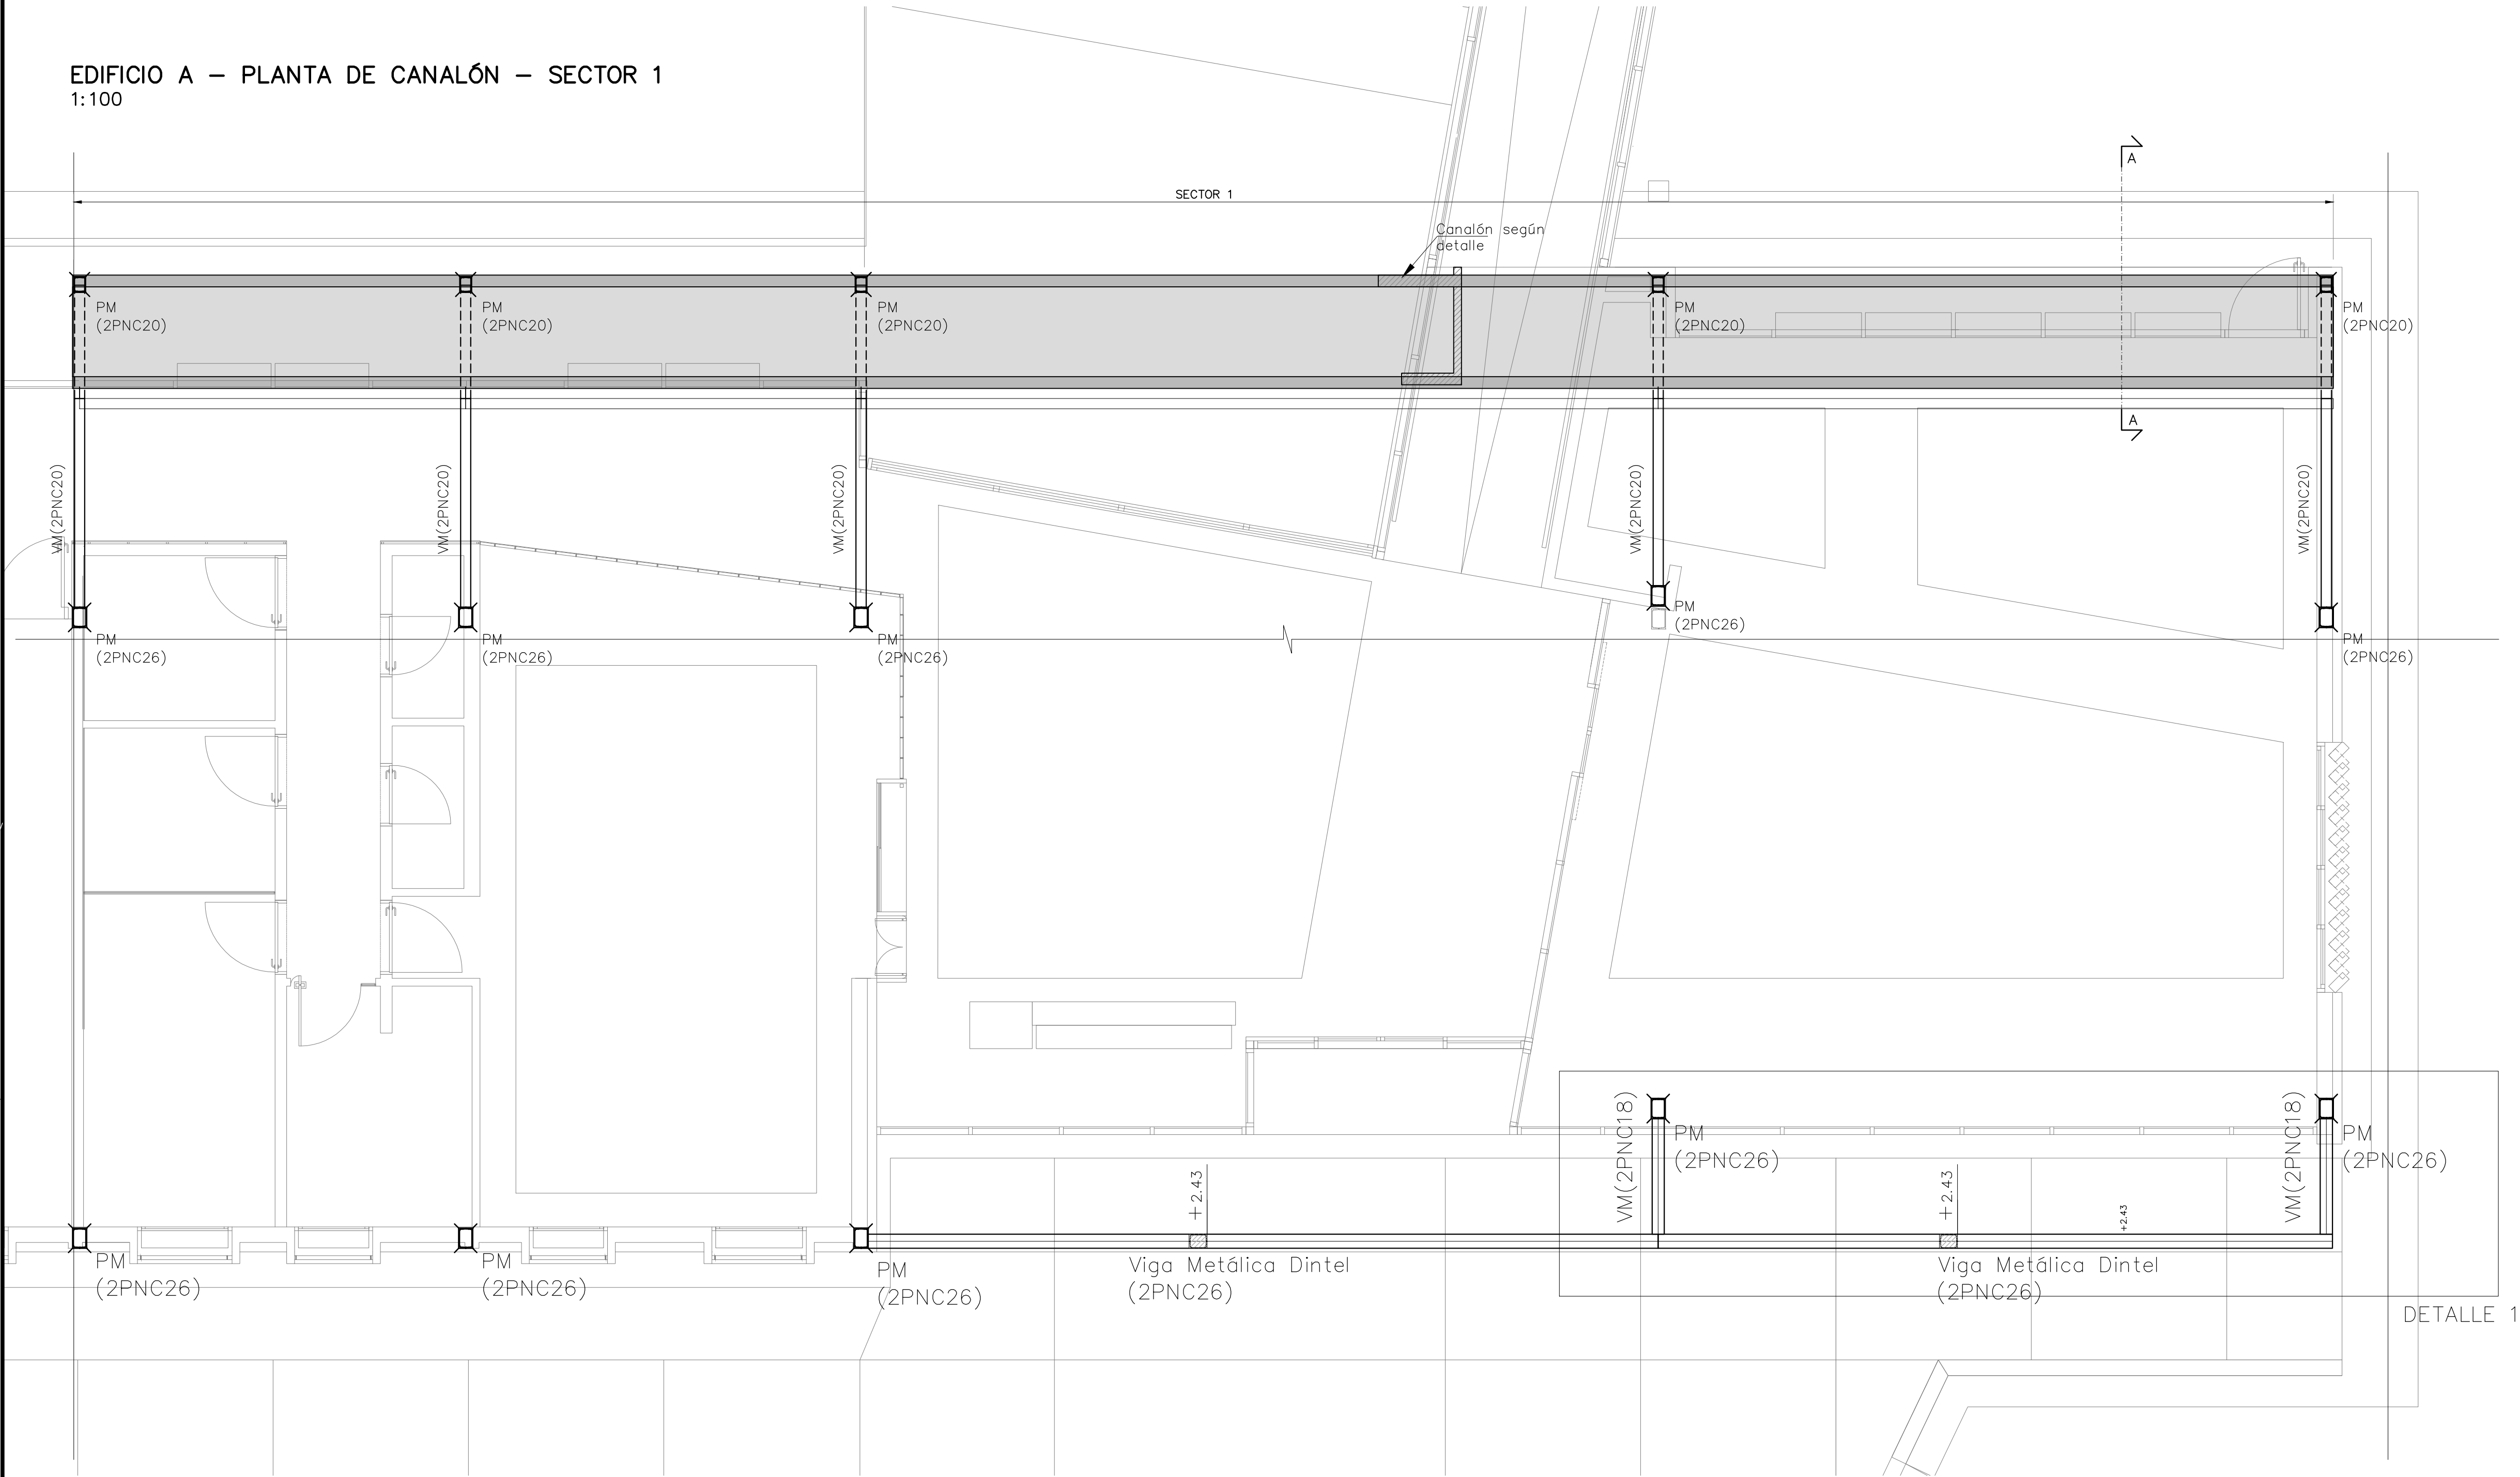 EDIFICIO A – PLANTA DE CANALÓN – SECTOR 1
1:100
A
SECTOR 1
Canalón según
detalle
PM
(2PNC20)
PM
(2PNC20)
PM
(2PNC20)
PM
(2PNC20)
PM
(2PNC20)
A
VM(2PNC20)
VM(2PNC20)
VM(2PNC20)
VM(2PNC20)
VM(2PNC20)
PM
(2PNC26)
PM
(2PNC26)
PM
(2PNC26)
PM
(2PNC26)
PM
(2PNC26)
VM(2PNC18)
PM
(2PNC26)
VM(2PNC18)
PM
(2PNC26)
+2.43
+2.43
+2.43
PM
(2PNC26)
PM
(2PNC26)
PM
(2PNC26)
Viga Metálica Dintel
(2PNC26)
Viga Metálica Dintel
(2PNC26)
DETALLE 1